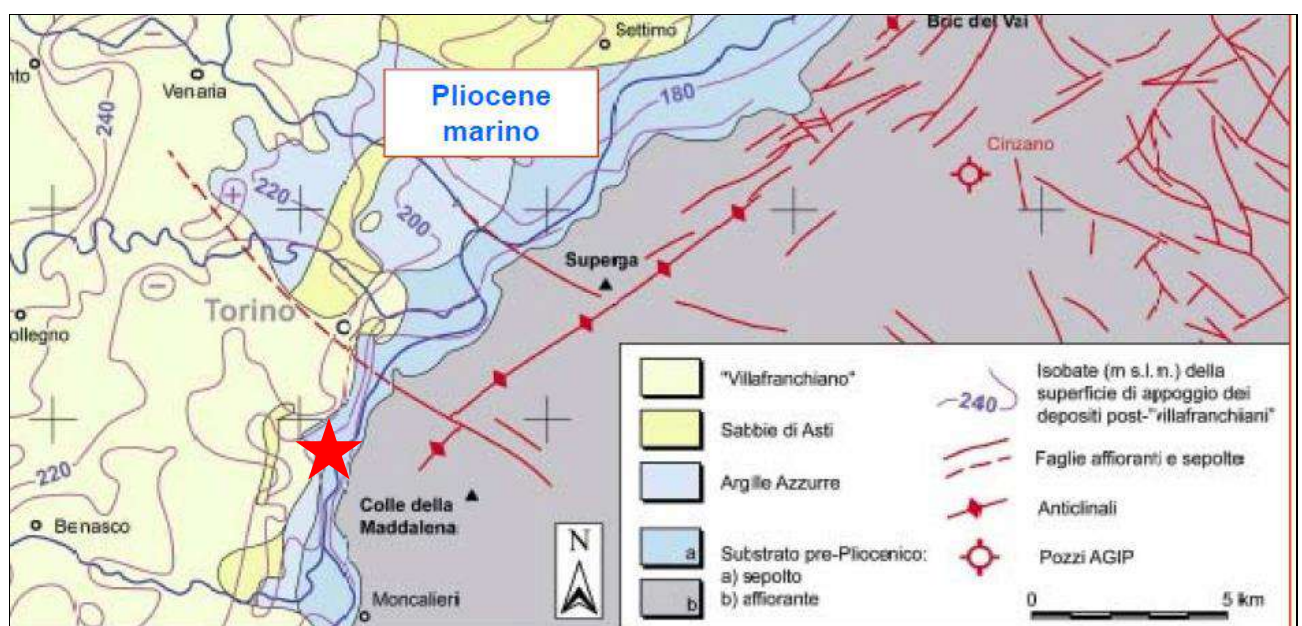 Bric del Vai
Settimo
nto
Venaria
Pliocene
marino
180
240
Cinzano
220
200
Superga
Torino
C
ollegno
220
Colle della
Maddalena
Benasco
Moncalieri
N
"Villafranchiano"
Sabbie di Asti
Argille Azzurre
a
Substrato pre-Pliocenico:
a) sepolto
b
b) affiorante
240
Isobate (m s.l.m.) della
superficie di appoggio dei
depositi post-"villafranchiani"
Faglie affioranti e sepolte
Anticlinali
Pozzi AGIP
0
5 km